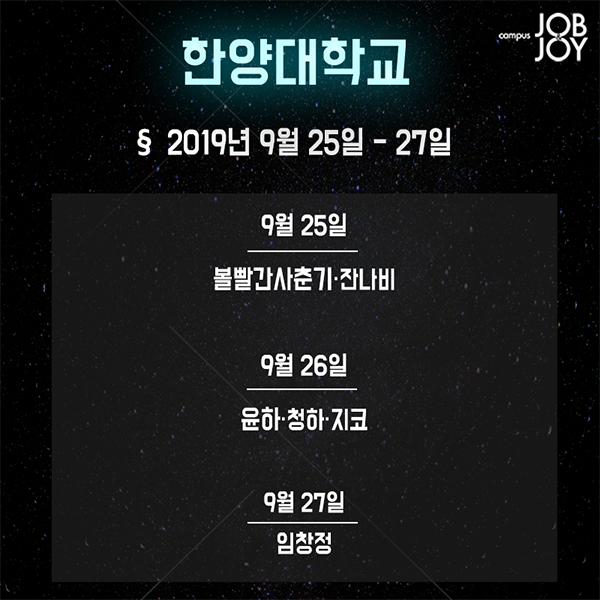 campus JOB & JOY
한양대학교
§ 2019년 9월 25일 - 27일
9월 25일
볼빨간사춘기·잔나비
9월 26일
윤하·청하·지코
9월 27일
임창정